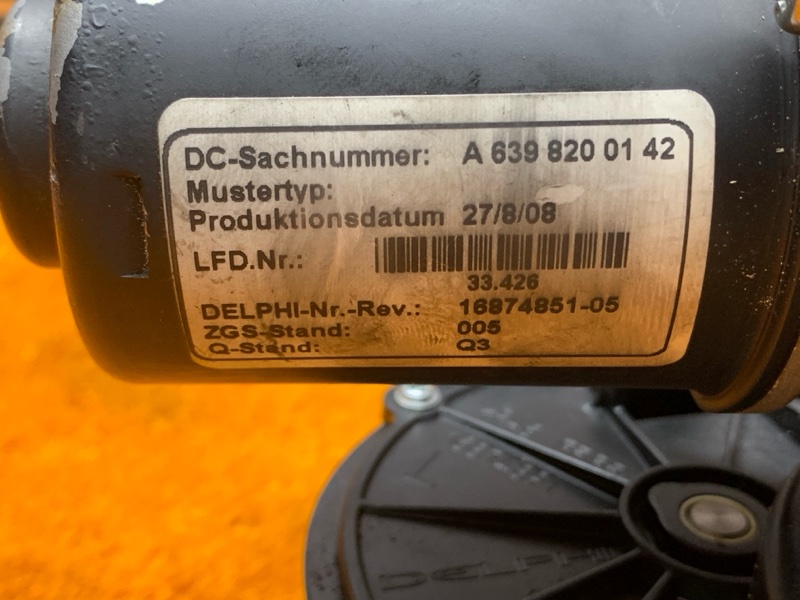 DC-Sachnummer: A 639 820 01 42
Mustertyp:
Produktionsdatum 27/8/08
LFD.Nr.:
33.426
DELPHI-Nr.-Rev.: 16874851-05
ZGS-Stand: 005
Q-Stand: Q3
DELPHI